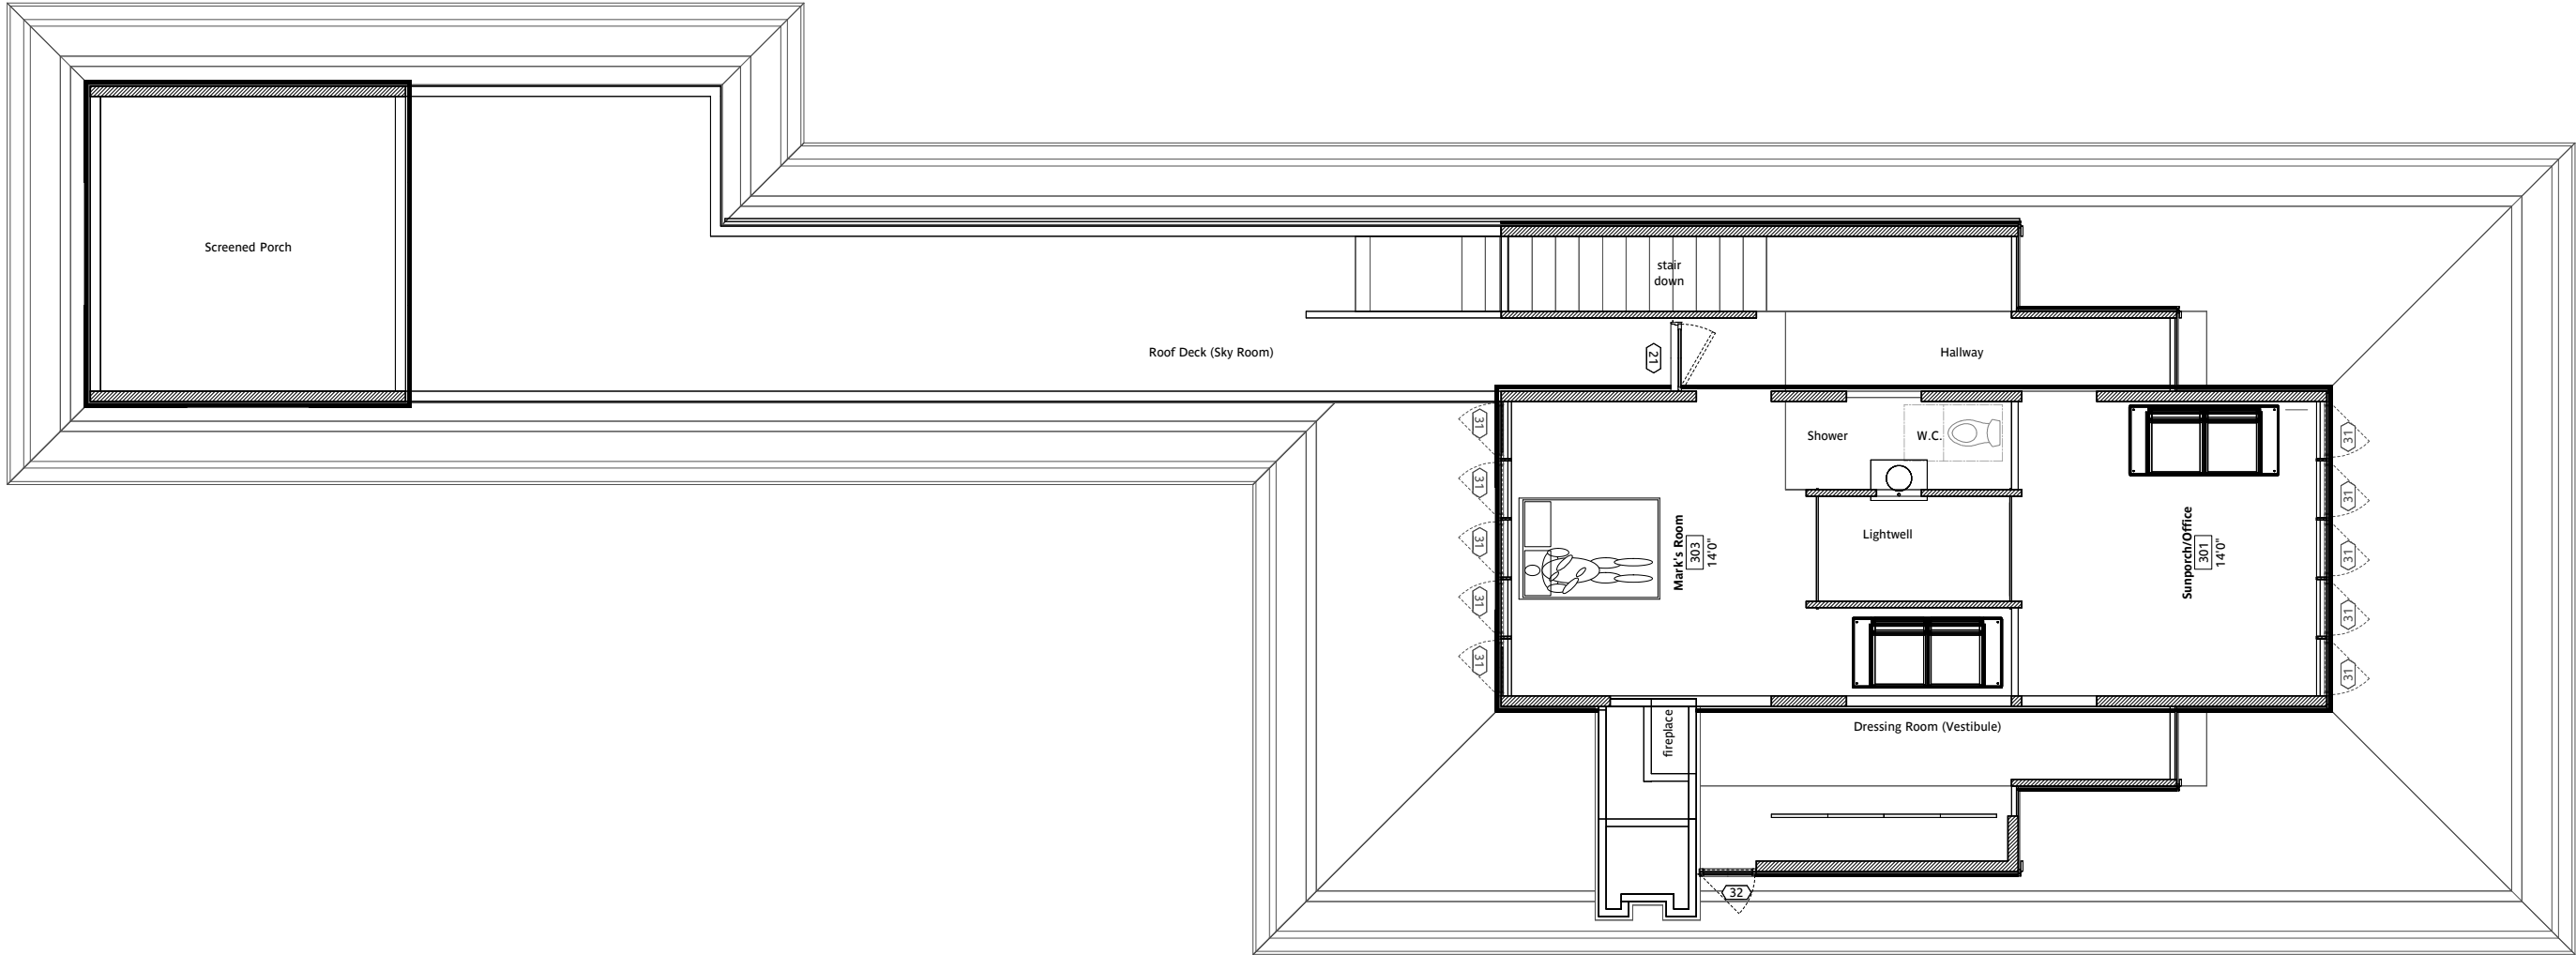 Screened Porch
stair
down
Roof Deck (Sky Room)
21
Hallway
31
31
31
31
31
Shower
W.C.
Lightwell
Mark's Room
303
14'0"
Sunporch/Office
301
14'0"
31
31
31
31
31
fireplace
Dressing Room (Vestibule)
32